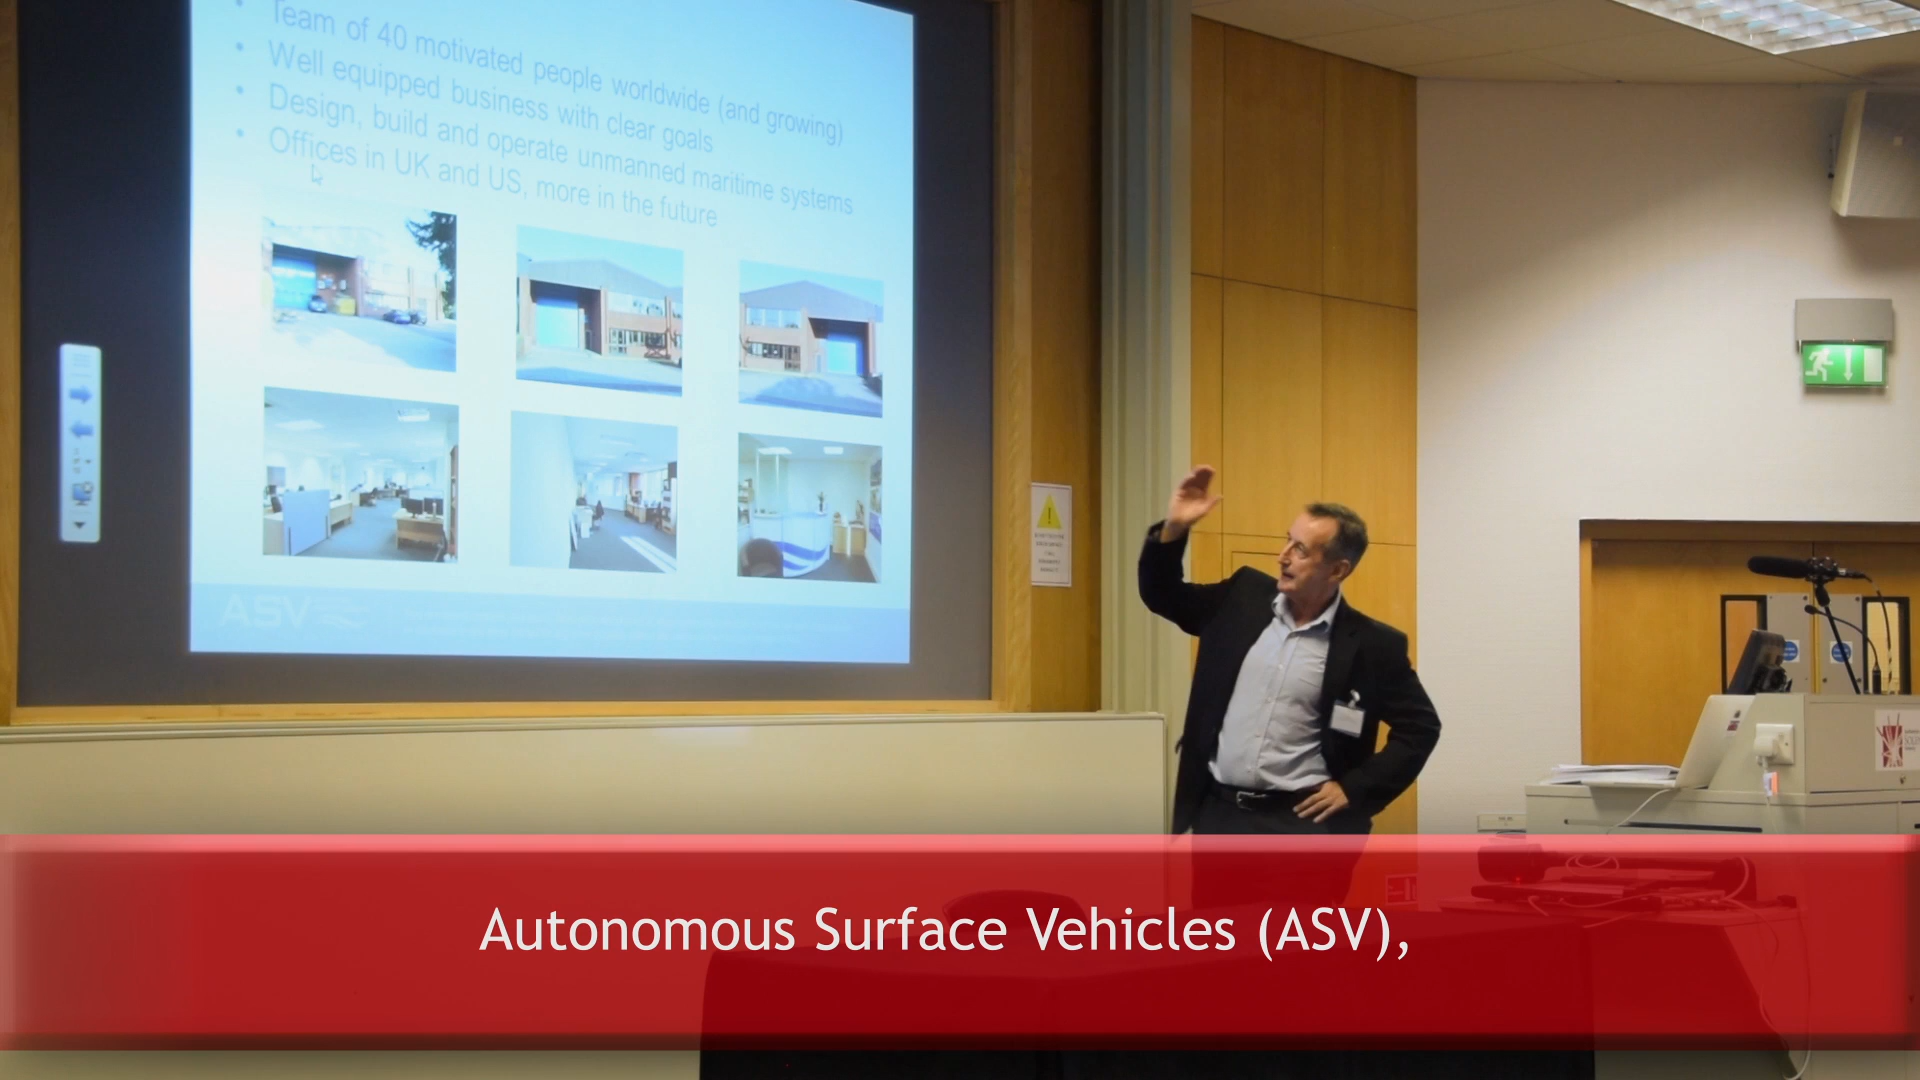 Team of 40 motivated people worldwide (and growing)
Well equipped business with clear goals
Design, build and operate unmanned maritime systems
Offices in UK and US, more in the future
ASV
Autonomous Surface Vehicles (ASV),